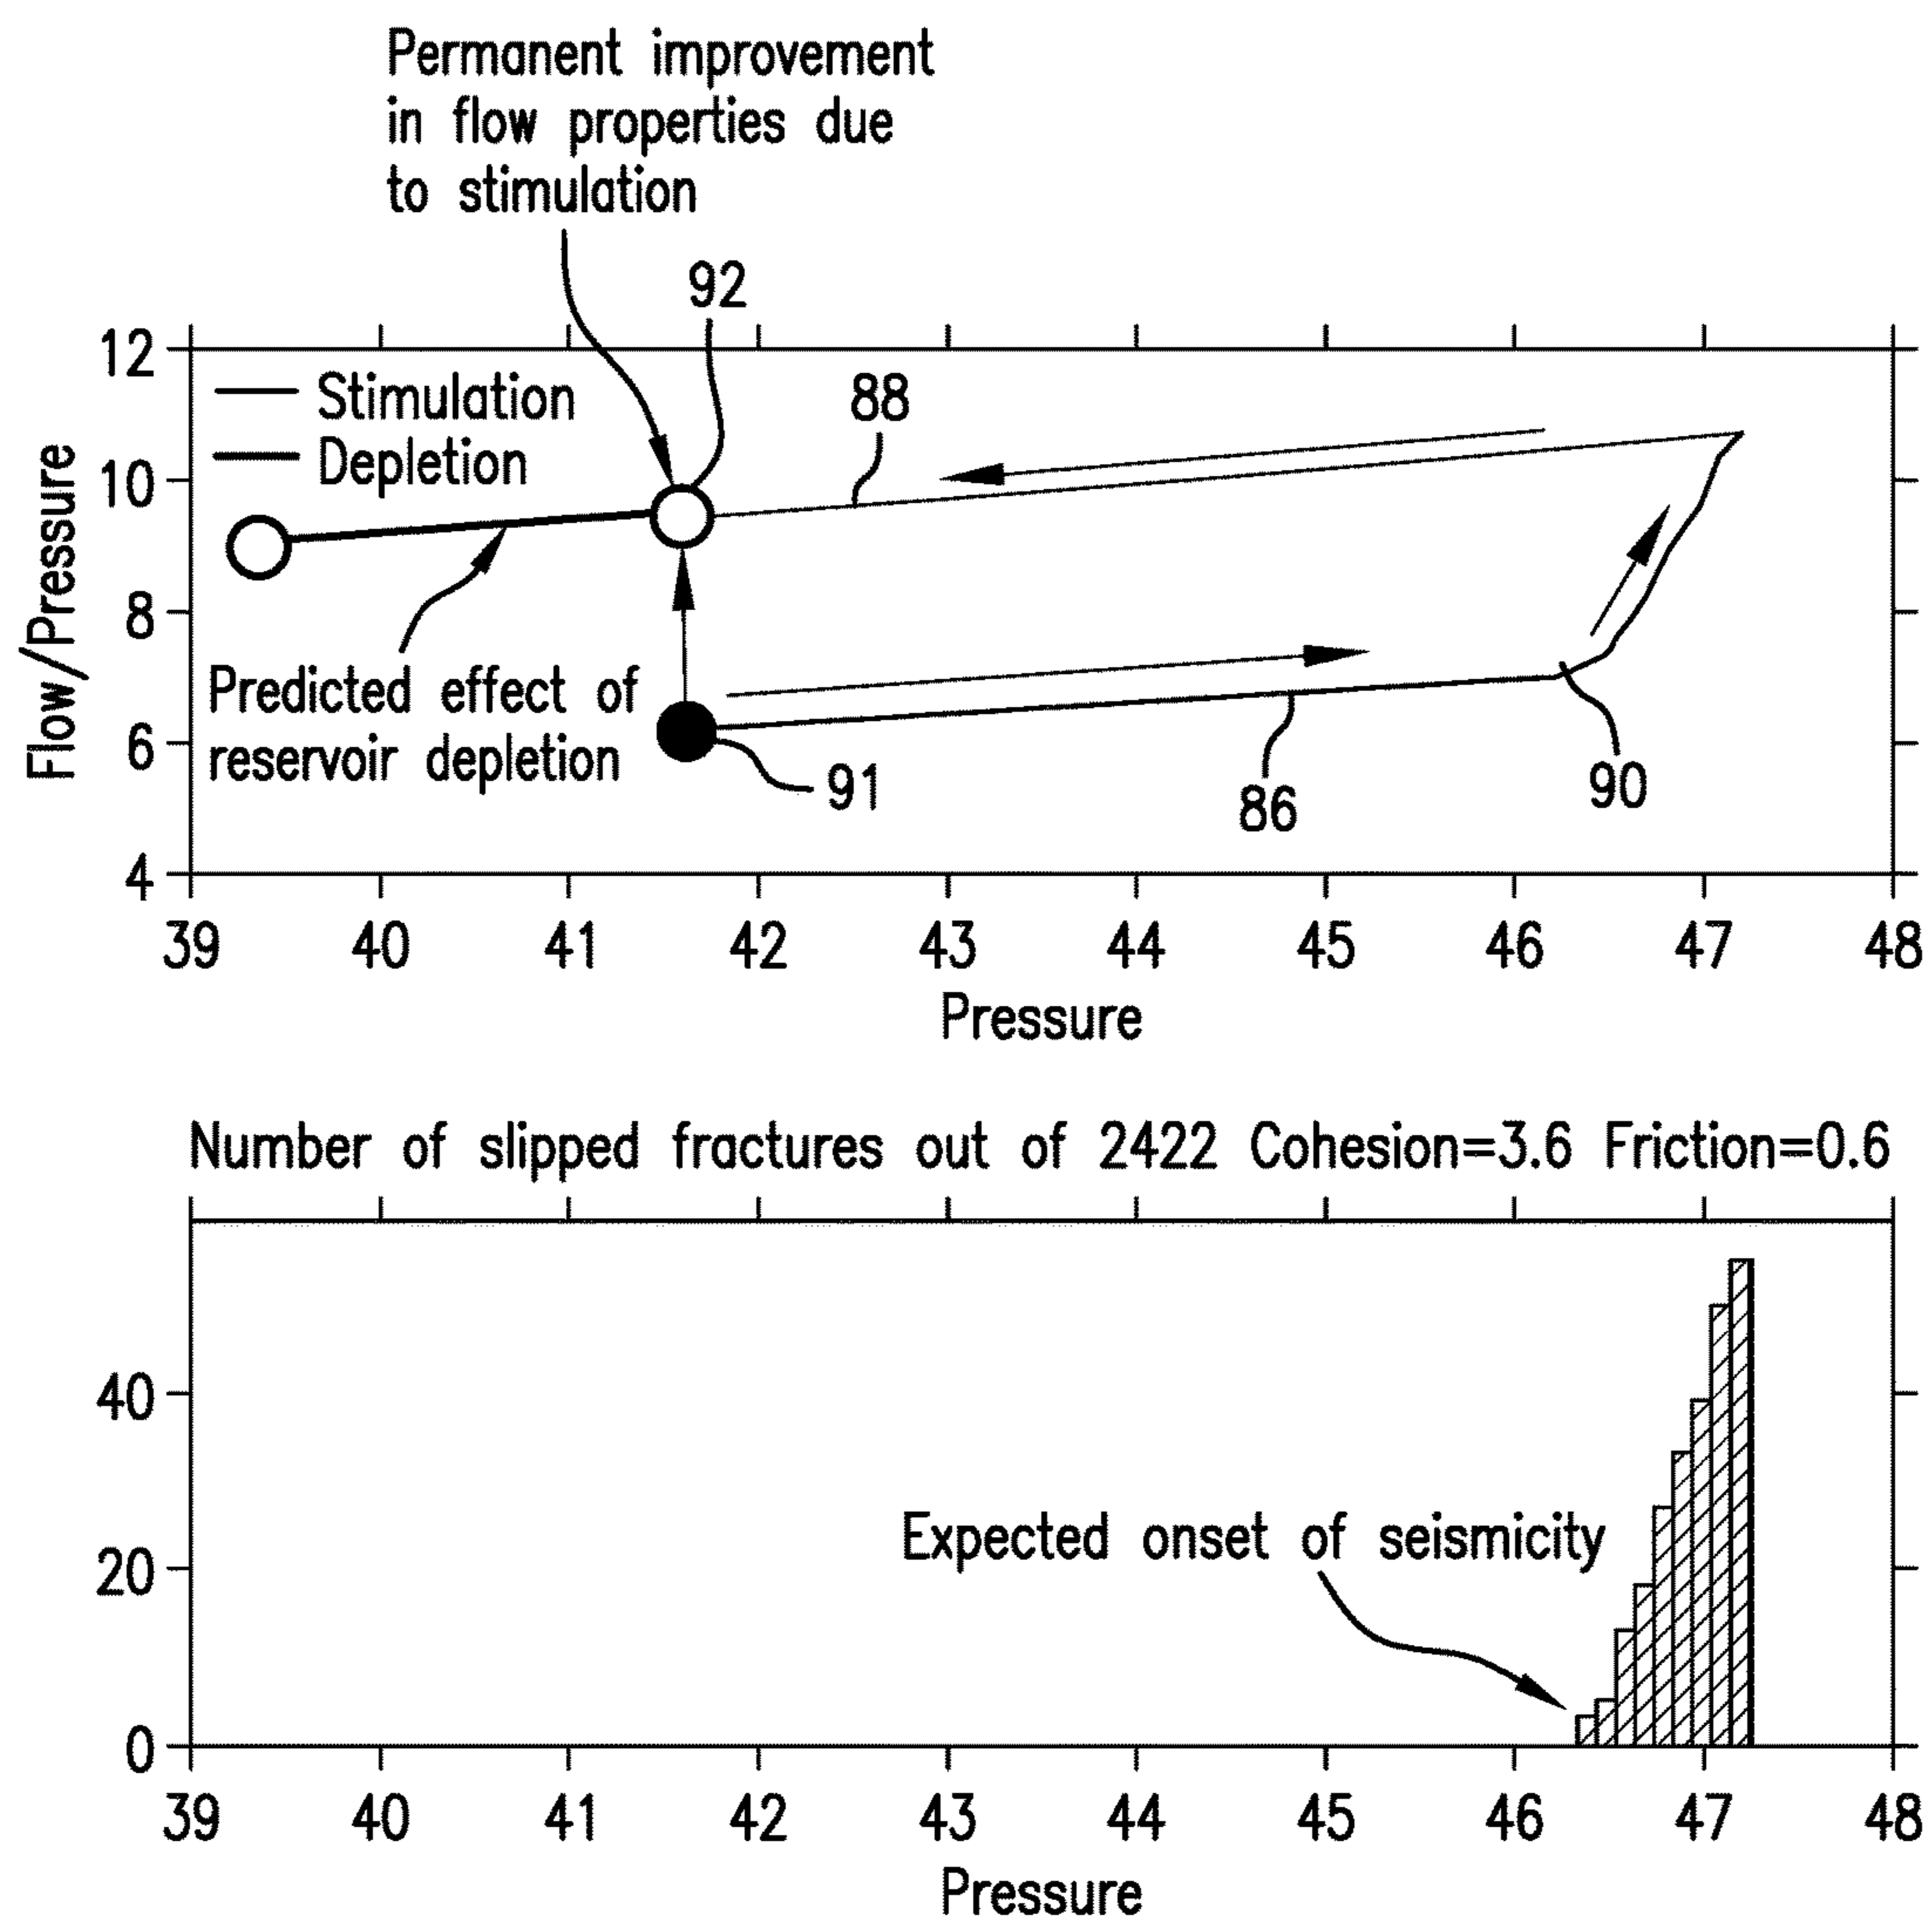 Permanent improvement
in flow properties due
to stimulation
92
12
Stimulation
88
Depletion
10
8
6
4
Flow/Pressure
Predicted effect of
reservoir depletion
91
86
90
39 40 41 42 43 44 45 46 47 48
Pressure
Number of slipped fractures out of 2422 Cohesion=3.6 Friction=0.6
40
20
0
Expected onset of seismicity
39 40 41 42 43 44 45 46 47 48
Pressure